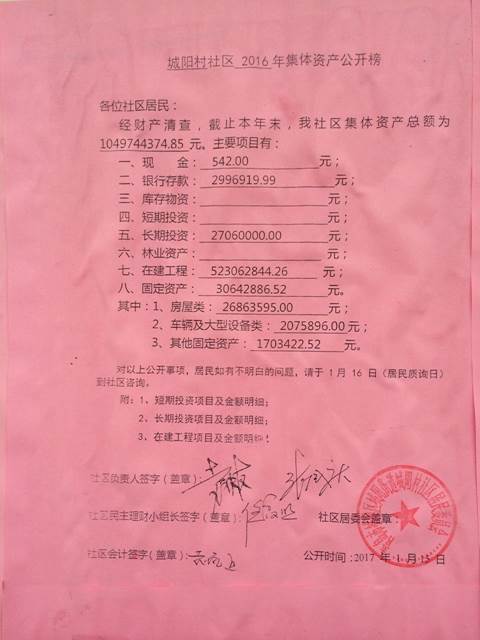 城阳村社区 2016 年集体资产公开榜
各位社区居民：
经财产清查，截止本年末，我社区集体资产总额为
1049744374.85 元。主要项目有：
一、现　　金：542.00 元；
二、银行存款：2996919.99 元；
三、库存物资： 元；
四、短期投资： 元；
五、长期投资：27060000.00 元；
六、林业资产： 元；
七、在建工程：523062844.26 元；
八、固定资产：30642886.52 元。
其中：1、房屋类：26863595.00 元；
2、车辆及大型设备类：2075896.00 元；
3、其他固定资产：1703422.52 元。
对以上公开事项，居民如有不明白的问题，请于 1 月 16 日（居民质询日）
到社区咨询。
附：1、短期投资项目及金额明细；
2、长期投资项目及金额明细；
3、在建工程项目及金额明细！
社区负责人签字（盖章）：
社区民主理财小组长签字（盖章）：
社区居委会盖章：
社区会计签字（盖章）：
公开时间：2017 年 1 月 15 日